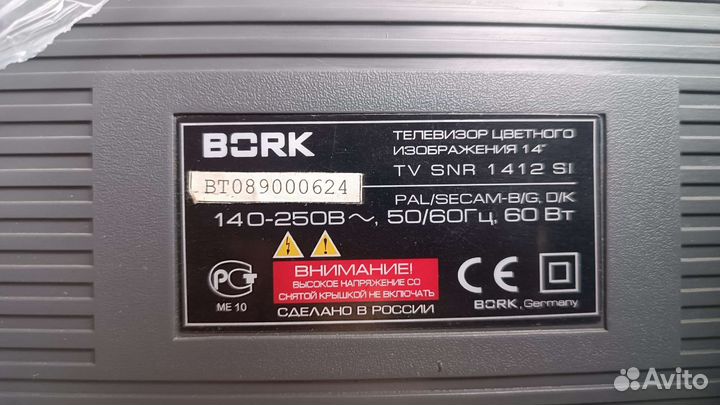 BORK
ТЕЛЕВИЗОР ЦВЕТНОГО
ИЗОБРАЖЕНИЯ 14"
TV SNR 1412 SI
BT089000624
PAL/SECAM-B/G, D/K
140-250В~, 50/60Гц, 60 Вт
ВНИМАНИЕ!
ВЫСОКОЕ НАПРЯЖЕНИЕ СО
СНЯТОЙ КРЫШКОЙ НЕ ВКЛЮЧАТЬ
СДЕЛАНО В РОССИИ
РСТ
ME 10
CE
BORK, Germany
Avito